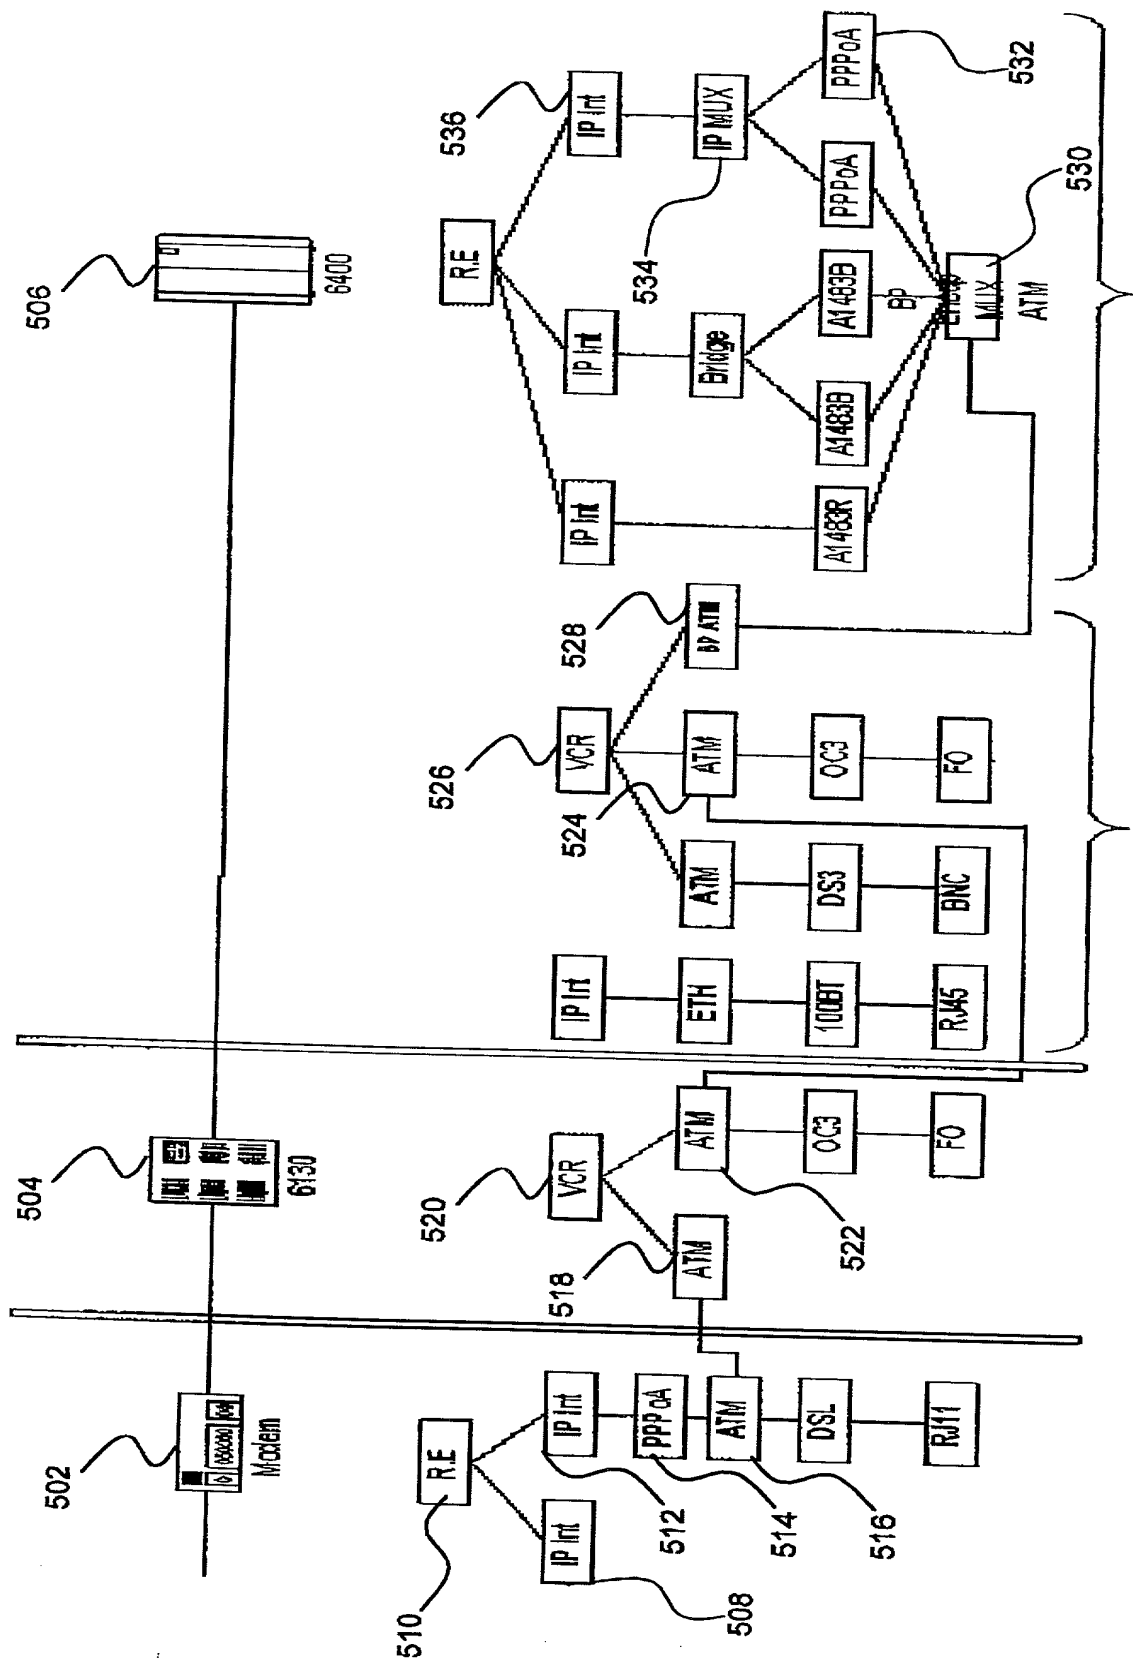 502
Modem
504
6130
506
6400
510
R.E
IP Int
508
IP Int
512
PPPoA
514
ATM
516
DSL
RJ11
520
VCR
518
ATM
ATM
522
OC3
FO
IP Int
ETH
100BT
RJ45
526
VCR
ATM
DS3
BNC
524
ATM
OC3
FO
528
BP ATM
R.E
IP Int
IP Int
536
IP Int
Bridge
534
IP MUX
A1483R
A1483B
A1483B
PPPoA
PPPoA
532
BP
530
MUX
ATM